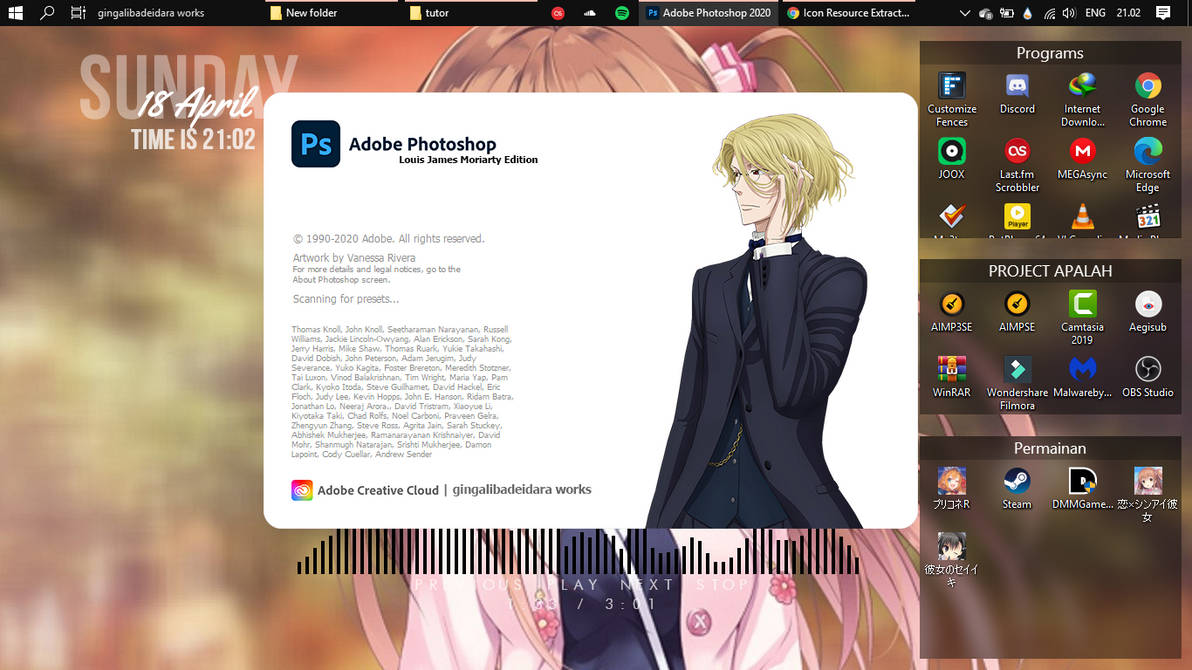 gingalibadeidara works
New folder
tutor
Adobe Photoshop 2020
Icon Resource Extract...
ENG
21.02
SUNDAY
18 April
TIME IS 21:02
Ps
Adobe Photoshop
Louis James Moriarty Edition
© 1990-2020 Adobe. All rights reserved.
Artwork by Vanessa Rivera
For more details and legal notices, go to the
About Photoshop screen.
Scanning for presets...
Thomas Knoll, John Knoll, Seetharaman Narayanan, Russell
Williams, Jackie Lincoln-Owyang, Alan Erickson, Sarah Kong,
Jerry Harris, Mike Shaw, Thomas Ruark, Yukie Takahashi,
David Dobish, John Peterson, Adam Jerugim, Judy
Severance, Yuko Kagita, Foster Brereton, Meredith Stotzner,
Tai Luxon, Vinod Balakrishnan, Tim Wright, Maria Yap, Pam
Clark, Kyoko Itoda, Steve Guilhamet, David Hackel, Eric
Floch, Judy Lee, Kevin Hopps, John E. Hanson, Ridam Batra,
Jonathan Lo, Neeraj Arora,, David Tristram, Xiaoyue Li,
Kiyotaka Taki, Chad Rolfs, Noel Carboni, Praveen Gelra,
Zhengyun Zhang, Steve Ross, Agrita Jain, Sarah Stuckey,
Abhishek Mukherjee, Ramanarayanan Krishnaiyer, David
Mohr, Shanmugh Natarajan, Srishti Mukherjee, Damon
Lapoint, Cody Cuellar, Andrew Sender
Adobe Creative Cloud | gingalibadeidara works
PREVIOUS PLAY NEXT STOP
/ 3:01
Programs
Customize Fences
Discord
Internet Downlo...
Google Chrome
JOOX
Last.fm Scrobbler
MEGAsync
Microsoft Edge
Player
321
PROJECT APALAH
AIMP3SE
AIMPSE
Camtasia 2019
Aegisub
WinRAR
Wondershare Filmora
Malwareby...
OBS Studio
Permainan
プリコネR
Steam
DMMGame...
恋×シンアイ彼女
彼女のセイイキ